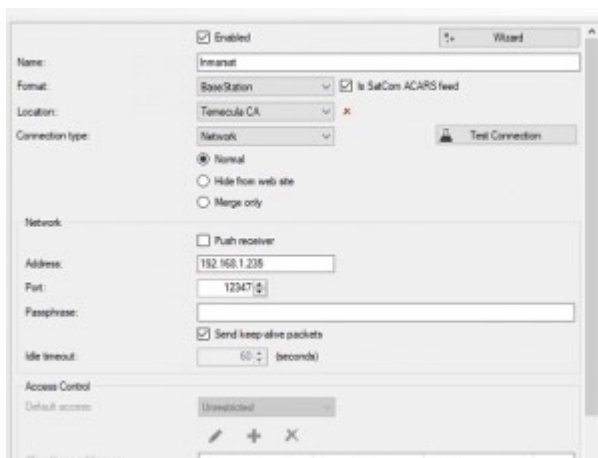 Enabled
Wizard
Name: Inmarsat
Format: BaseStation Is SatCom ACARS feed
Location: Temecula CA
Connection type: Network Test Connection
Normal
Hide from web site
Merge only
Network
Push receiver
Address: 192.168.1.235
Port: 12347
Passphrase:
Send keep-alive packets
Idle timeout: 60 (seconds)
Access Control
Default access: Unrestricted